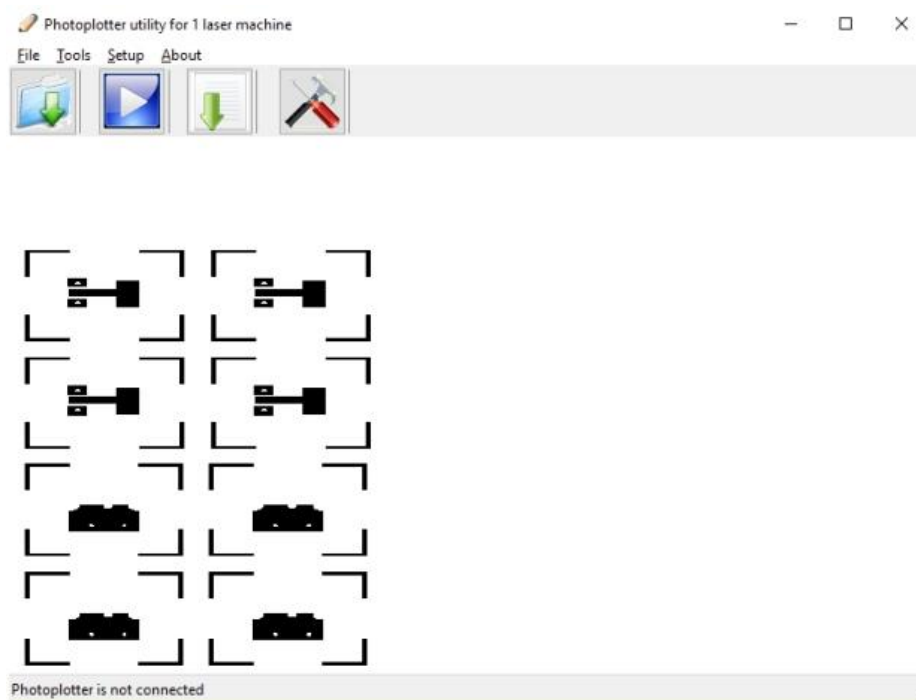 Photoplotter utility for 1 laser machine
File Tools Setup About
Photoplotter is not connected